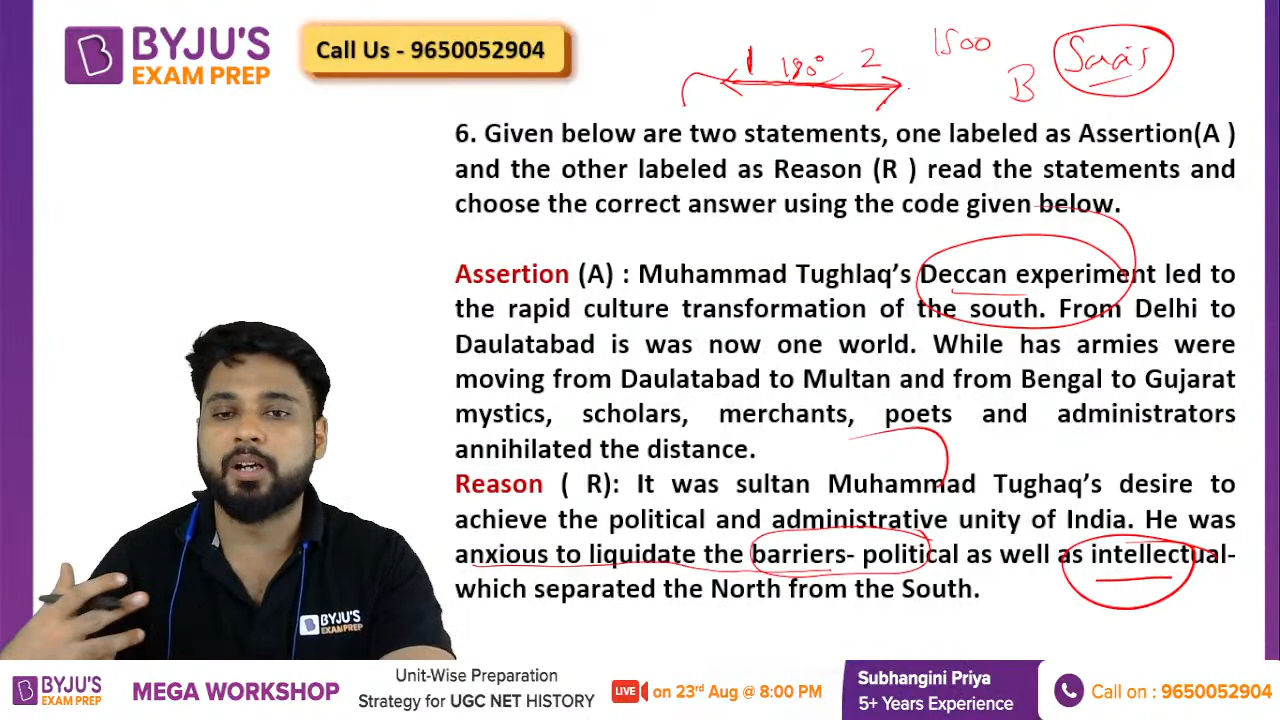 BYJU'S
EXAM PREP
Call Us - 9650052904
1 180° 2
1500
B
Sarais
6. Given below are two statements, one labeled as Assertion(A )
and the other labeled as Reason (R ) read the statements and
choose the correct answer using the code given below.
Assertion (A) : Muhammad Tughlaq's Deccan experiment led to
the rapid culture transformation of the south. From Delhi to
Daulatabad is was now one world. While has armies were
moving from Daulatabad to Multan and from Bengal to Gujarat
mystics, scholars, merchants, poets and administrators
annihilated the distance.
Reason ( R): It was sultan Muhammad Tughaq's desire to
achieve the political and administrative unity of India. He was
anxious to liquidate the barriers- political as well as intellectual-
which separated the North from the South.
BYJU'S
EXAM PREP
BYJU'S
EXAM PREP
MEGA WORKSHOP
Unit-Wise Preparation
Strategy for UGC NET HISTORY
LIVE on 23rd Aug @ 8:00 PM
Subhangini Priya
5+ Years Experience
Call on : 9650052904